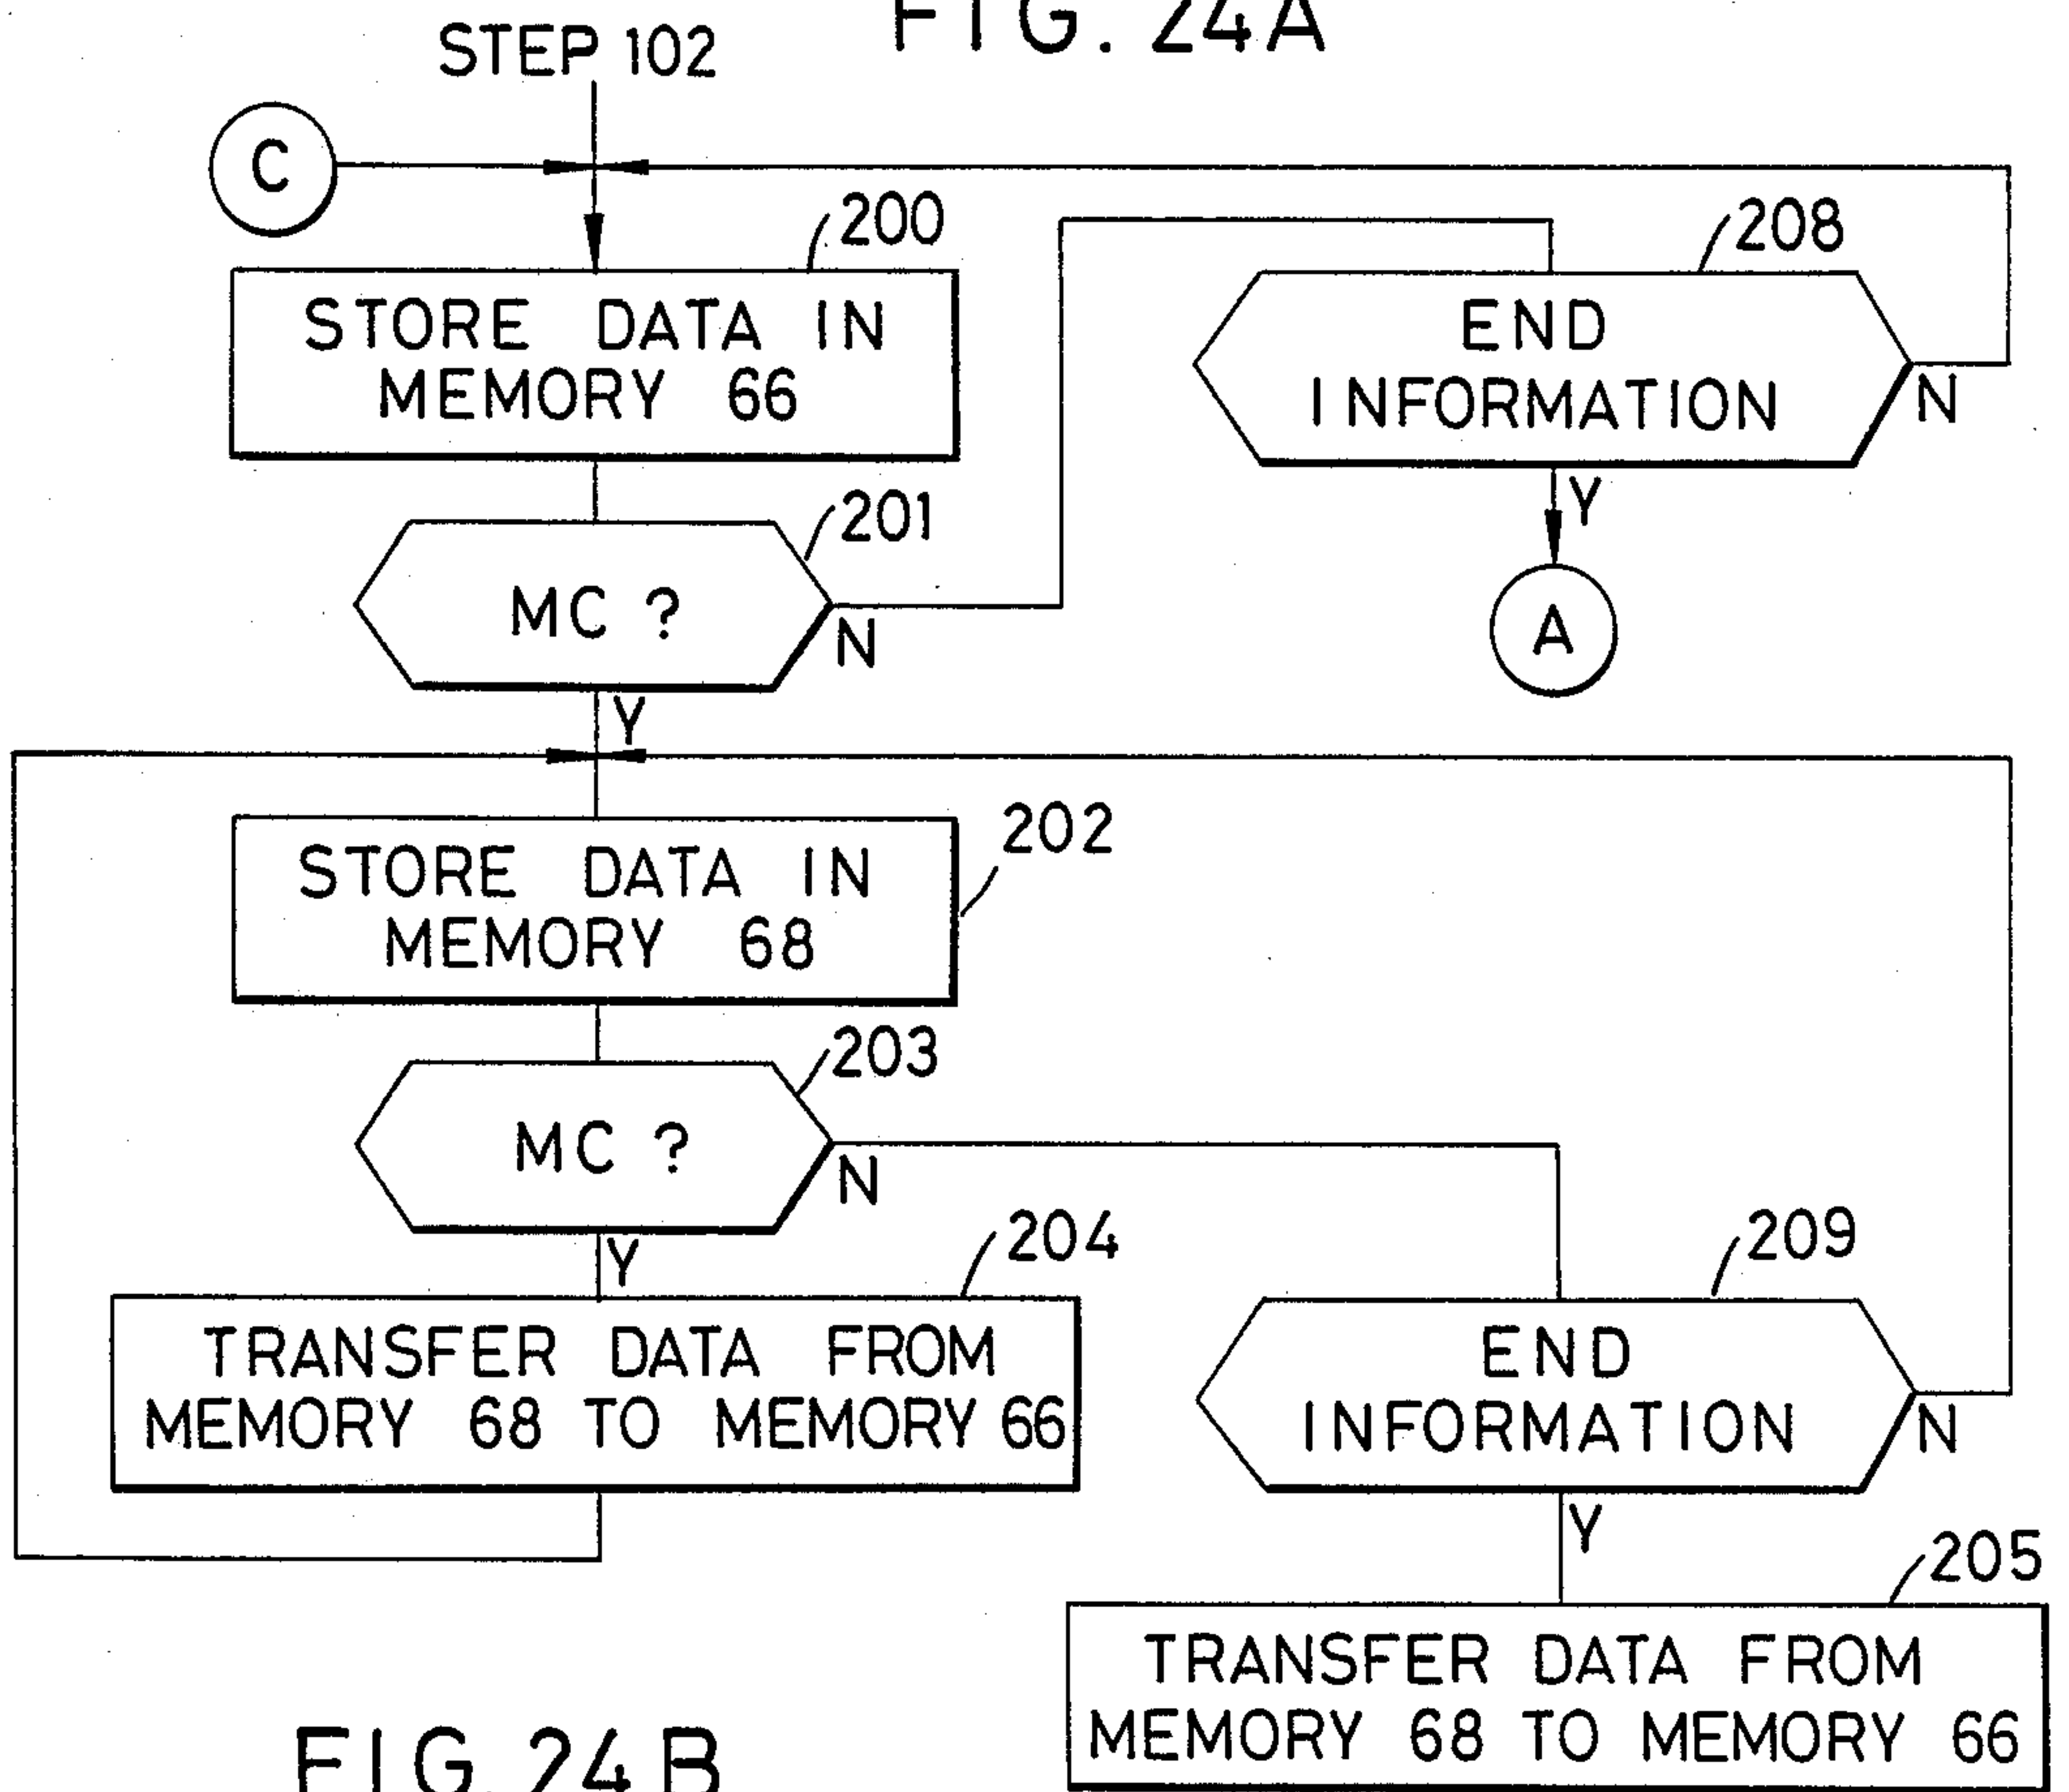 FIG. 24A
STEP 102
C
200
STORE DATA IN
MEMORY 66
208
END
INFORMATION
N
Y
A
201
MC ?
N
Y
202
STORE DATA IN
MEMORY 68
203
MC ?
N
Y
204
TRANSFER DATA FROM
MEMORY 68 TO MEMORY 66
209
END
INFORMATION
N
Y
205
TRANSFER DATA FROM
MEMORY 68 TO MEMORY 66
FIG. 24B